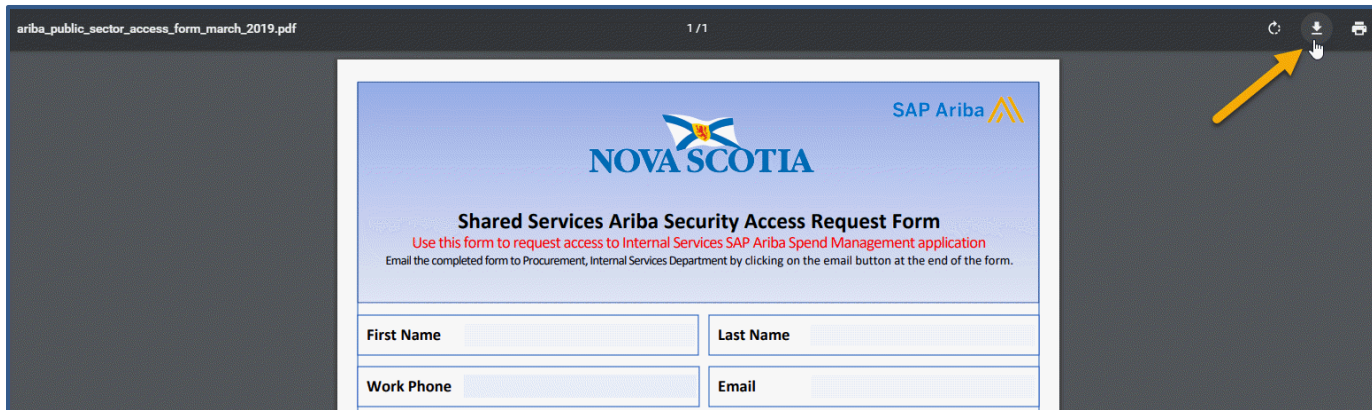 ariba_public_sector_access_form_march_2019.pdf
1/1
SAP Ariba
NOVA SCOTIA
Shared Services Ariba Security Access Request Form
Use this form to request access to Internal Services SAP Ariba Spend Management application
Email the completed form to Procurement, Internal Services Department by clicking on the email button at the end of the form.
First Name
Last Name
Work Phone
Email